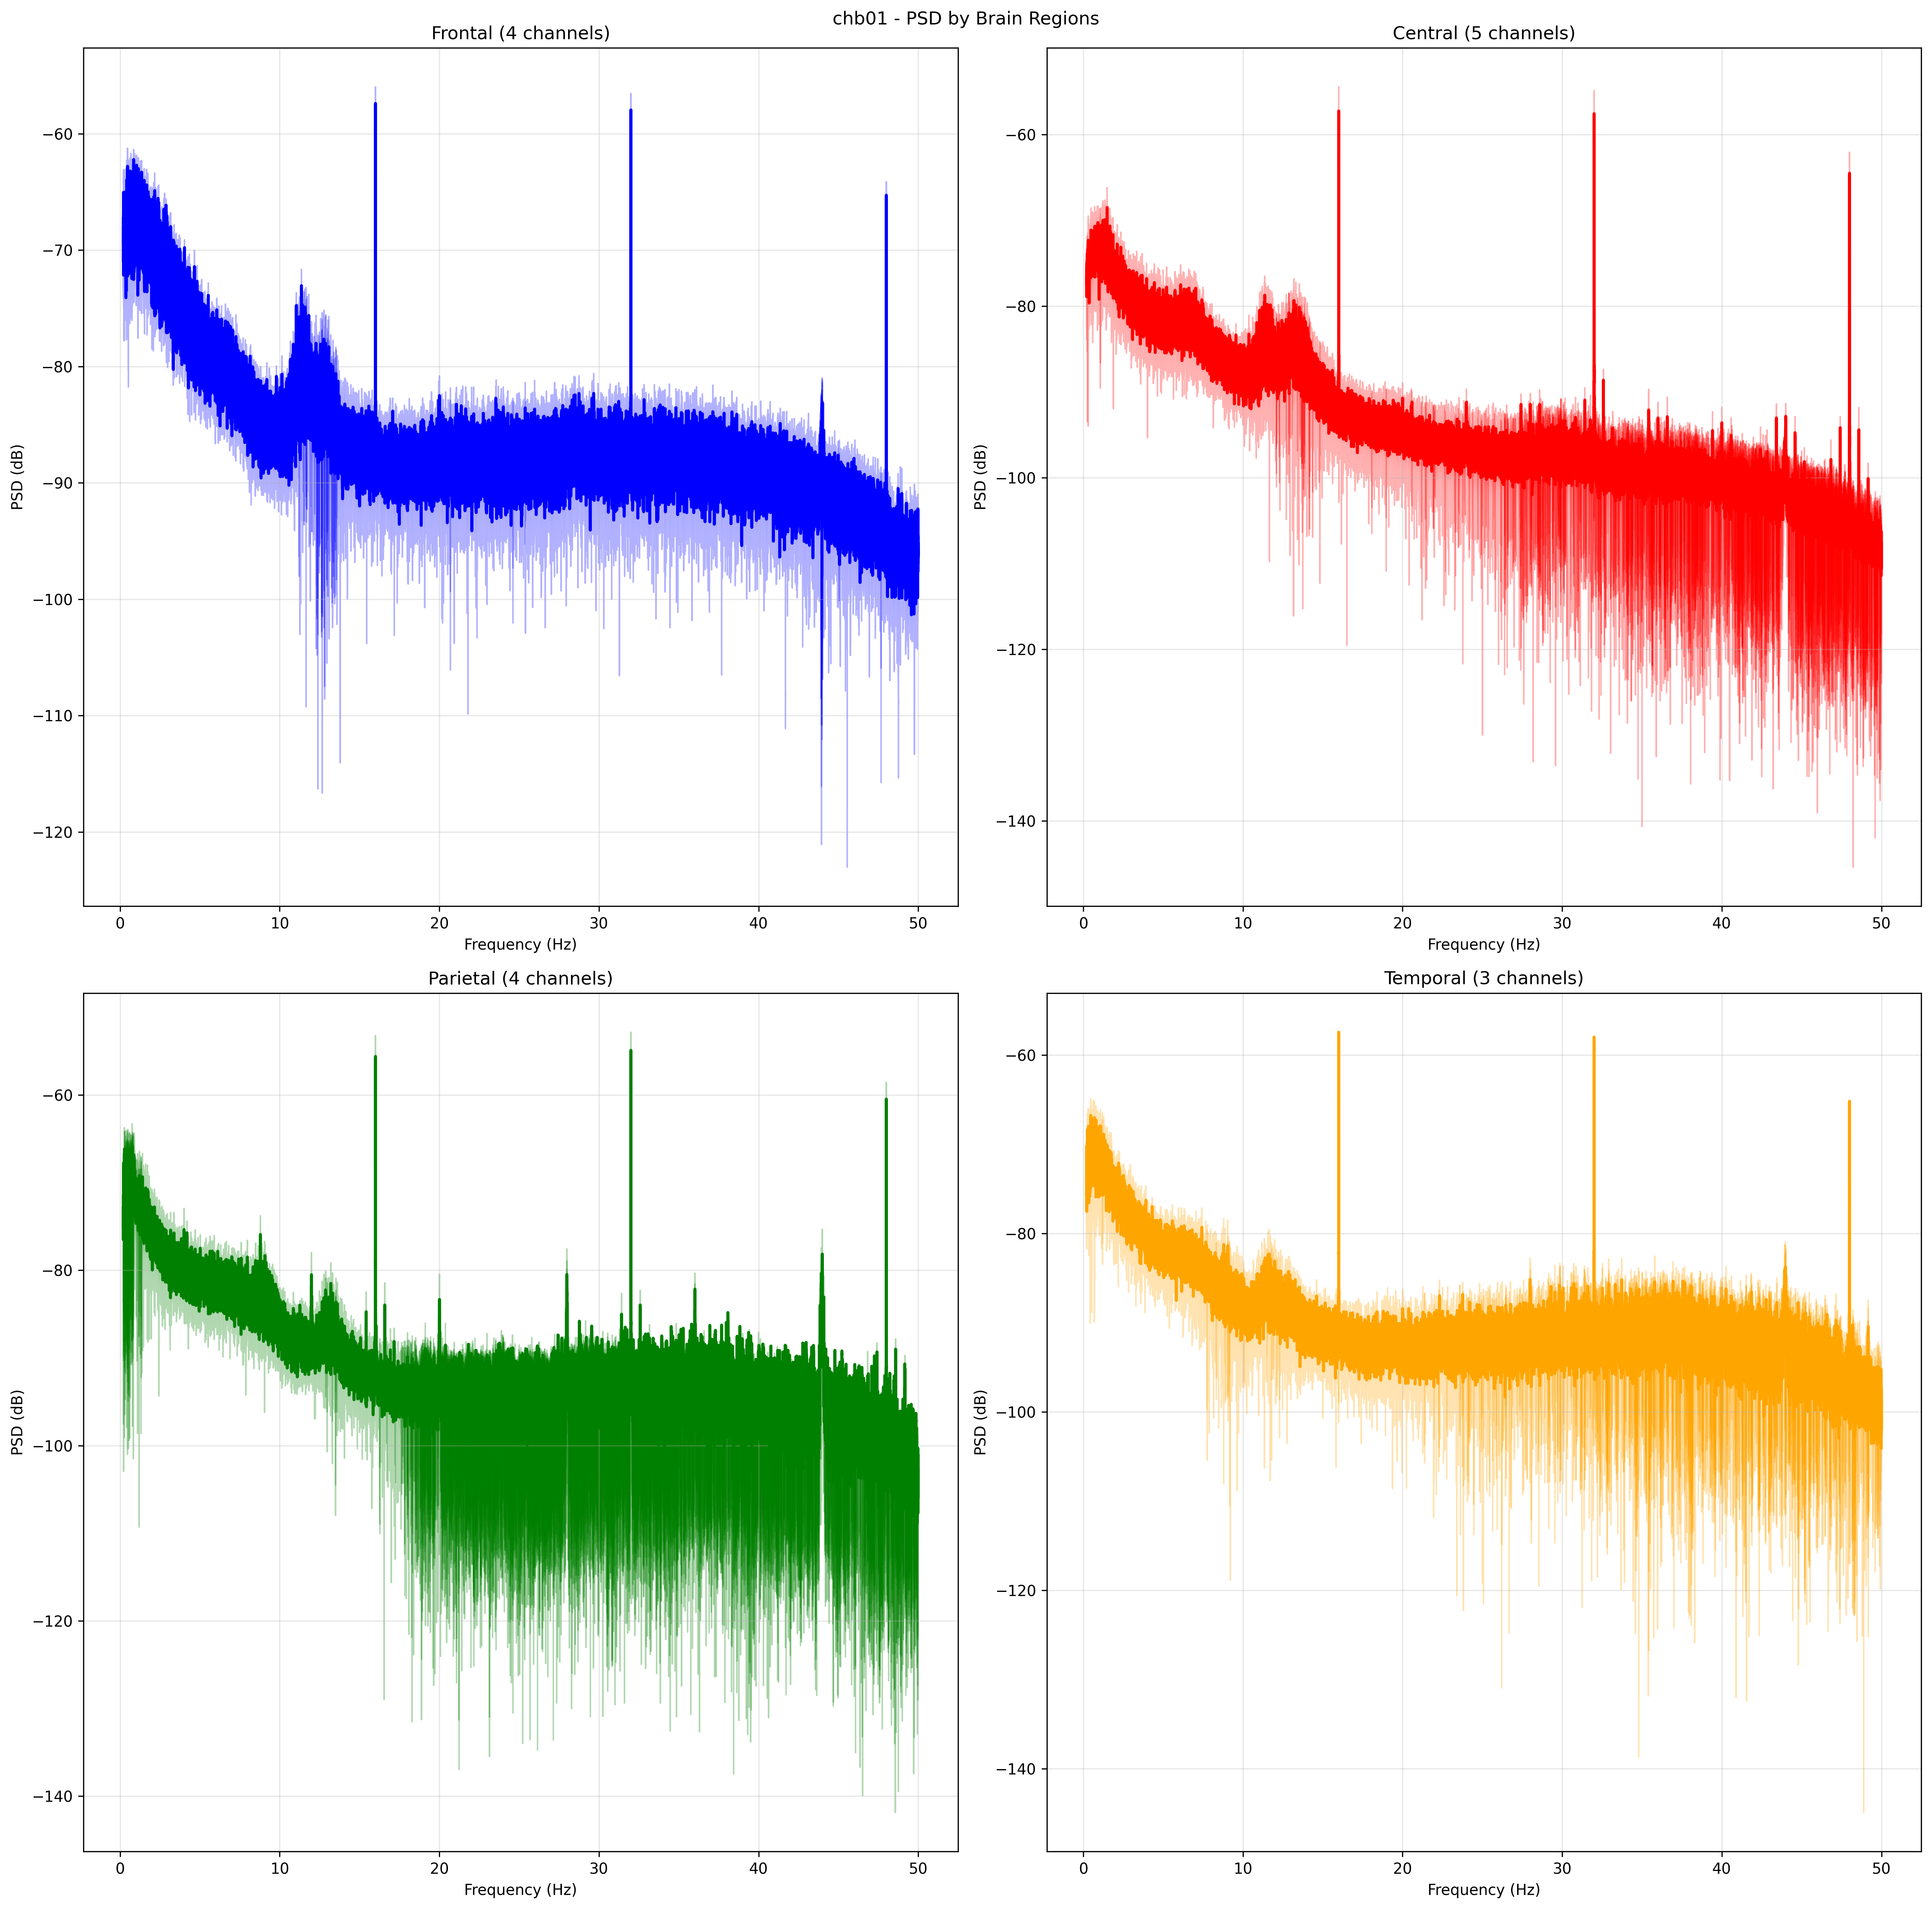 chb01 - PSD by Brain Regions
Frontal (4 channels)
PSD (dB)
−60
−70
−80
−90
−100
−110
−120
0 10 20 30 40 50
Frequency (Hz)
Central (5 channels)
PSD (dB)
−60
−80
−100
−120
−140
0 10 20 30 40 50
Frequency (Hz)
Parietal (4 channels)
PSD (dB)
−60
−80
−100
−120
−140
0 10 20 30 40 50
Frequency (Hz)
Temporal (3 channels)
PSD (dB)
−60
−80
−100
−120
−140
0 10 20 30 40 50
Frequency (Hz)